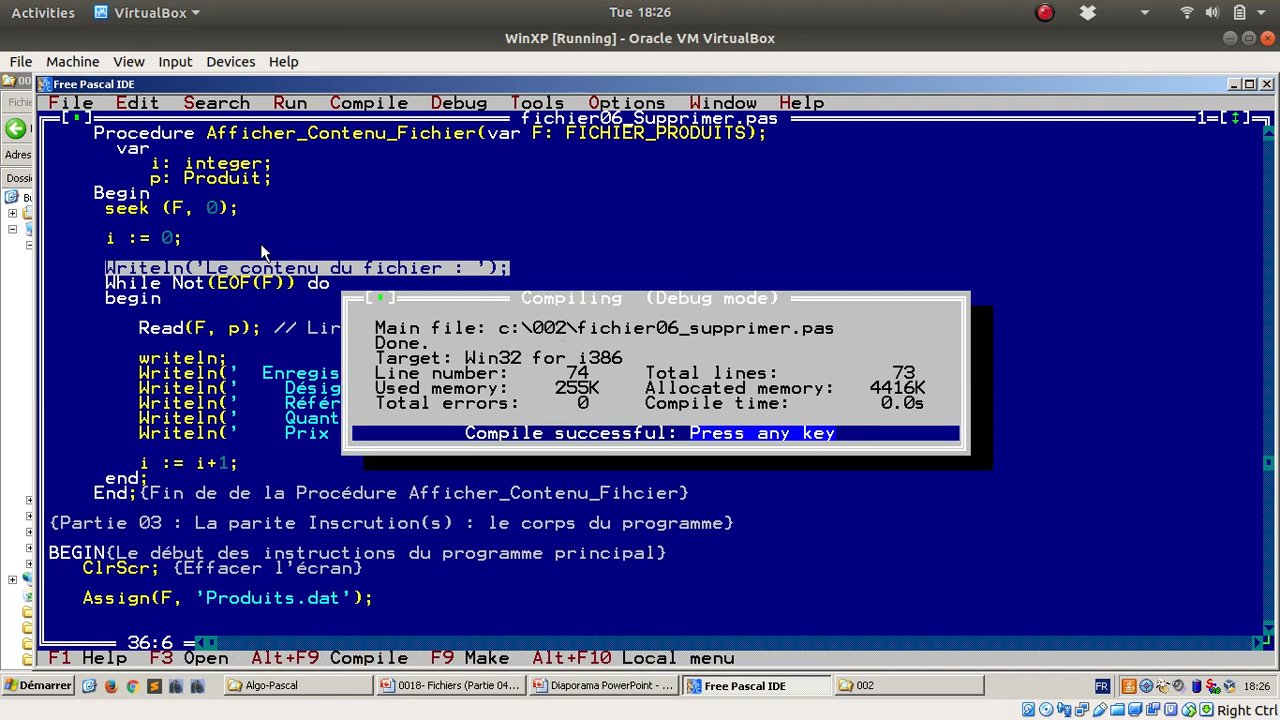 Activities VirtualBox Tue 18:26
WinXP [Running] - Oracle VM VirtualBox
File Machine View Input Devices Help
Free Pascal IDE
File Edit Search Run Compile Debug Tools Options Window Help
fichier06_Supprimer.pas 1
Fichie
Adres
Dossie
Procedure Afficher_Contenu_Fichier(var F: FICHIER_PRODUITS);
var
i: integer;
p: Produit;
Begin
seek (F, 0);
i := 0;
Writeln('Le contenu du fichier : ');
While Not(EOF(F)) do
begin
Read(F, p); // Lir
writeln;
Writeln(' Enregis
Writeln(' Désig
Writeln(' Référ
Writeln(' Quant
Writeln(' Prix
i := i+1;
end;
End;{Fin de de la Procédure Afficher_Contenu_Fihcier}
Compiling (Debug mode)
Main file: c:\002\fichier06_supprimer.pas
Done.
Target: Win32 for i386
Line number: 74 Total lines: 73
Used memory: 255K Allocated memory: 4416K
Total errors: 0 Compile time: 0.0s
Compile successful: Press any key
{Partie 03 : La parite Inscrution(s) : le corps du programme}
BEGIN{Le début des instructions du programme principal}
ClrScr; {Effacer l'écran}
Assign(F, 'Produits.dat');
36:6
F1 Help F3 Open Alt+F9 Compile F9 Make Alt+F10 Local menu
Démarrer Algo-Pascal 0018- Fichiers (Partie 04... Diaporama PowerPoint - ... Free Pascal IDE 002 FR 18:26
Right Ctrl